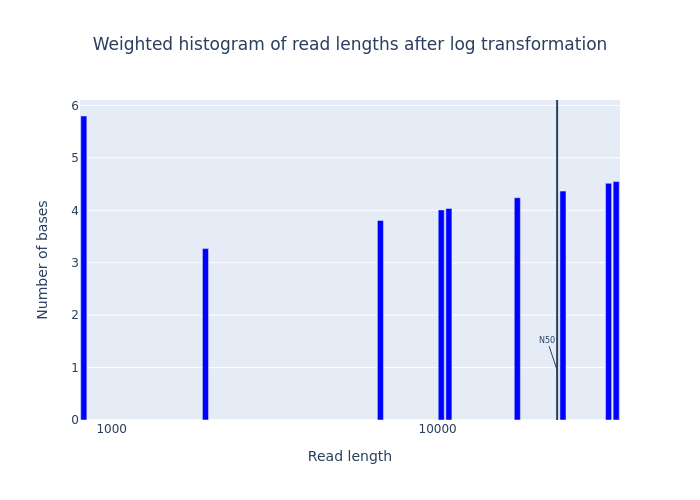 Weighted histogram of read lengths after log transformation
6
5
4
3
2
1
0
Number of bases
N50
1000
10000
Read length